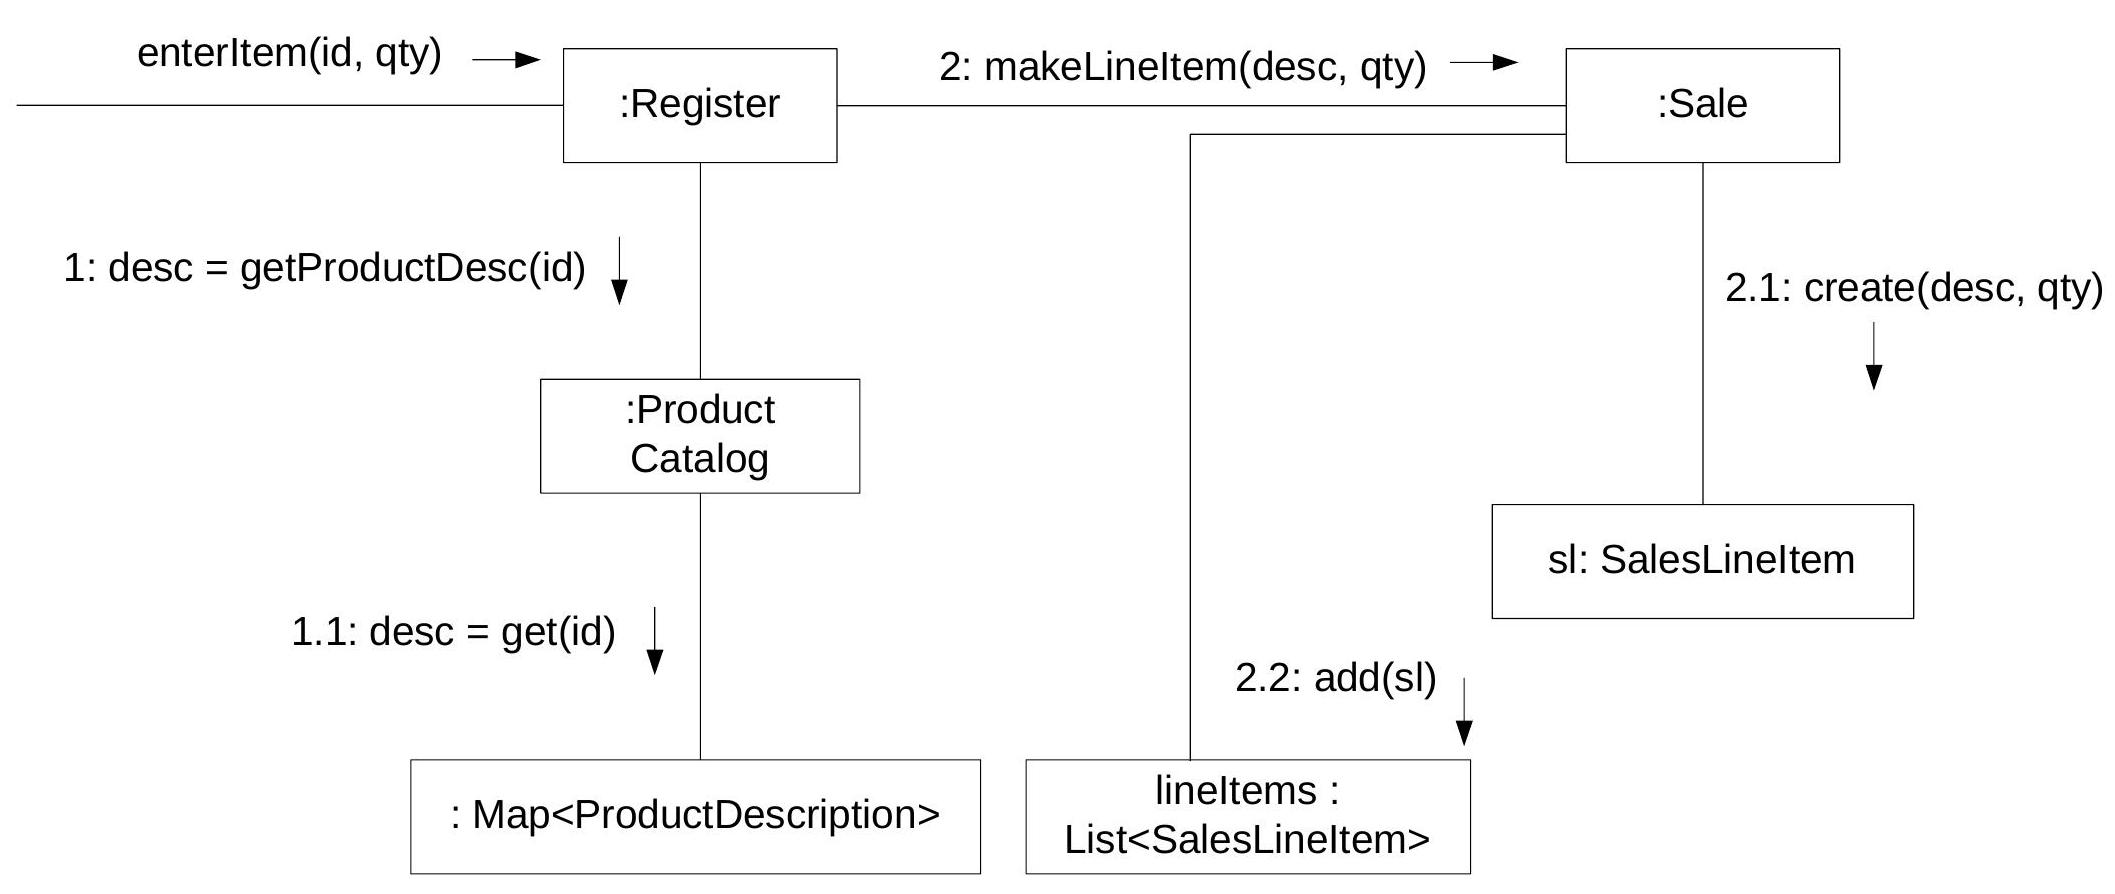 enterItem(id, qty)
:Register
2: makeLineItem(desc, qty)
:Sale
1: desc = getProductDesc(id)
2.1: create(desc, qty)
:Product
Catalog
sl: SalesLineItem
1.1: desc = get(id)
2.2: add(sl)
: Map<ProductDescription>
lineItems :
List<SalesLineItem>